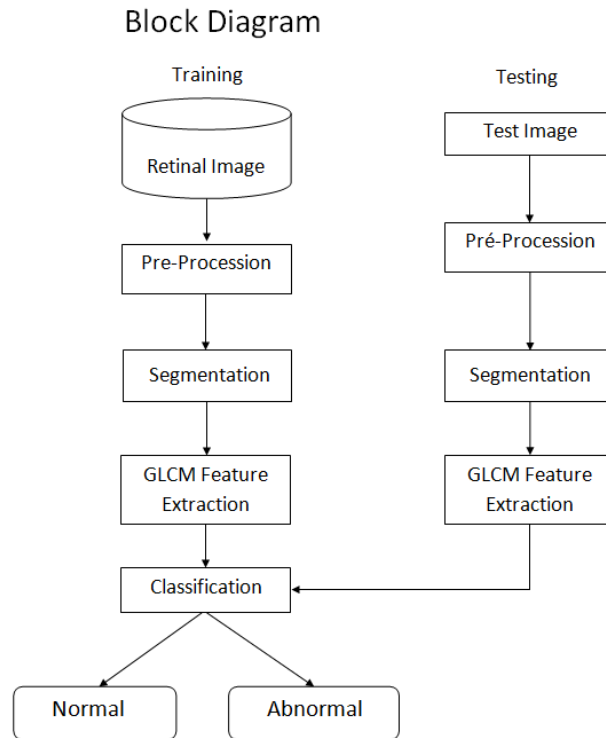 Block Diagram
Training
Retinal Image
Pre-Procession
Segmentation
GLCM Feature
Extraction
Classification
Normal
Abnormal
Testing
Test Image
Pré-Procession
Segmentation
GLCM Feature
Extraction